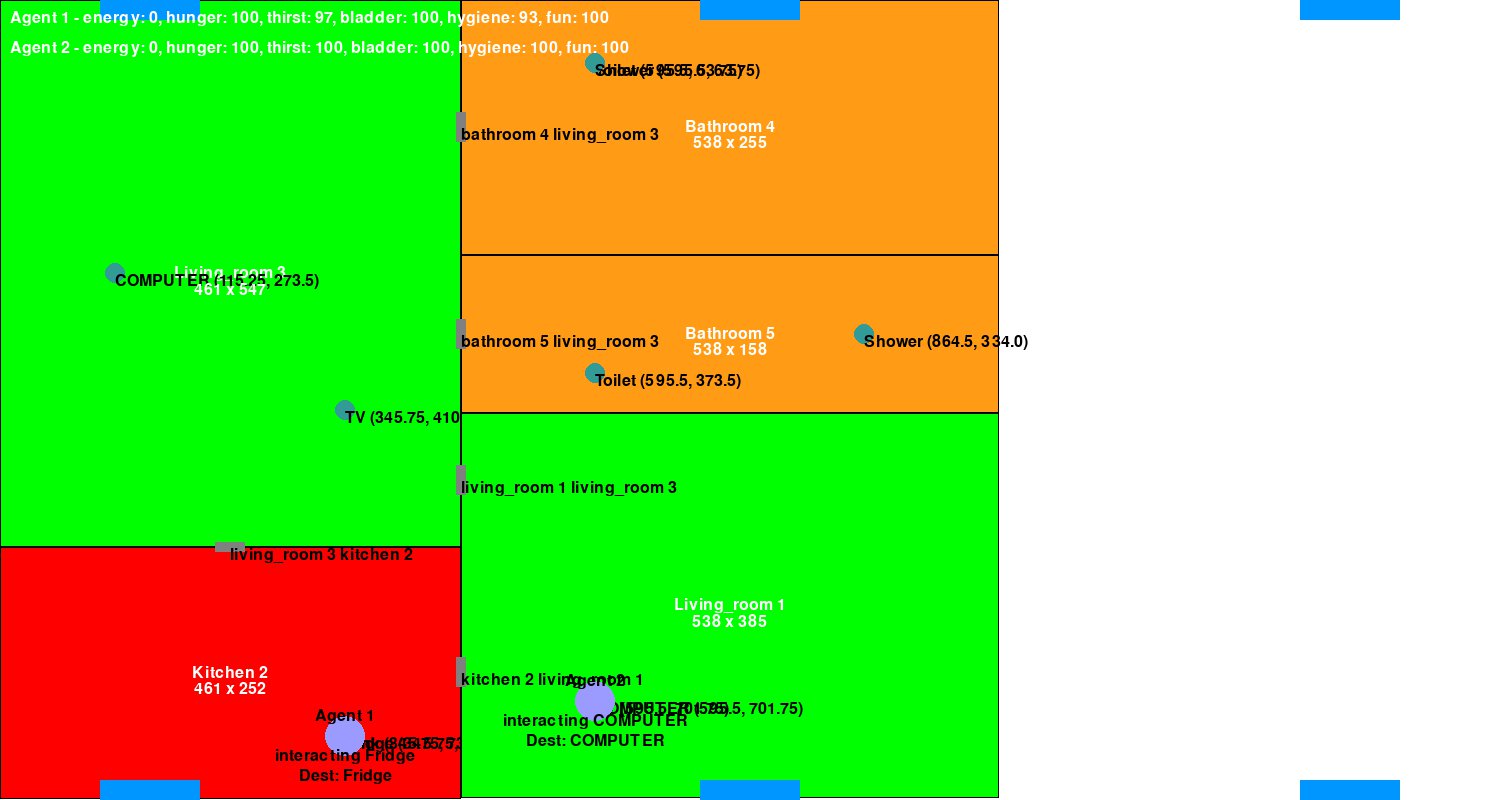 Agent 1 - energy: 0, hunger: 100, thirst: 97, bladder: 100, hygiene: 93, fun: 100
Agent 2 - energy: 0, hunger: 100, thirst: 100, bladder: 100, hygiene: 100, fun: 100
bathroom 4 living_room 3
Bathroom 4
538 x 255
Living_room 3
COMPUTER (115.25, 273.5)
461 x 547
bathroom 5 living_room 3
Bathroom 5
538 x 158
Shower (864.5, 334.0)
Toilet (595.5, 373.5)
TV (345.75, 410
living_room 1 living_room 3
living_room 3 kitchen 2
Living_room 1
538 x 385
Kitchen 2
461 x 252
kitchen 2 living_room 1
Agent 2
interacting COMPUTER
Dest: COMPUTER
Agent 1
interacting Fridge
Dest: Fridge